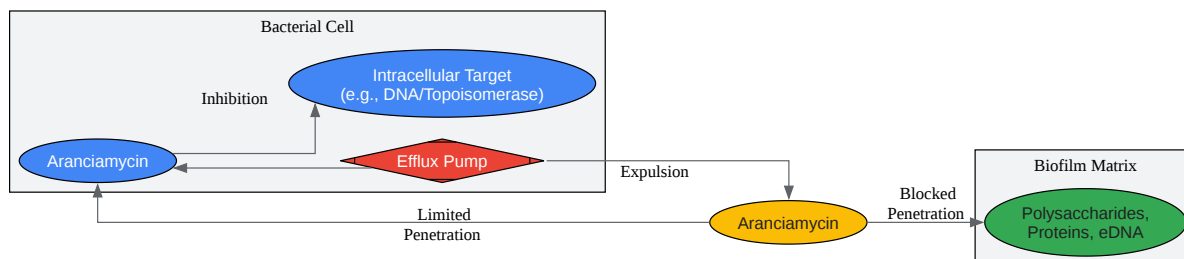 Bacterial Cell
Intracellular Target
(e.g., DNA/Topoisomerase)
Inhibition
Aranciamycin
Efflux Pump
Expulsion
Biofilm Matrix
Limited
Penetration
Aranciamycin
Blocked
Penetration
Polysaccharides,
Proteins, eDNA